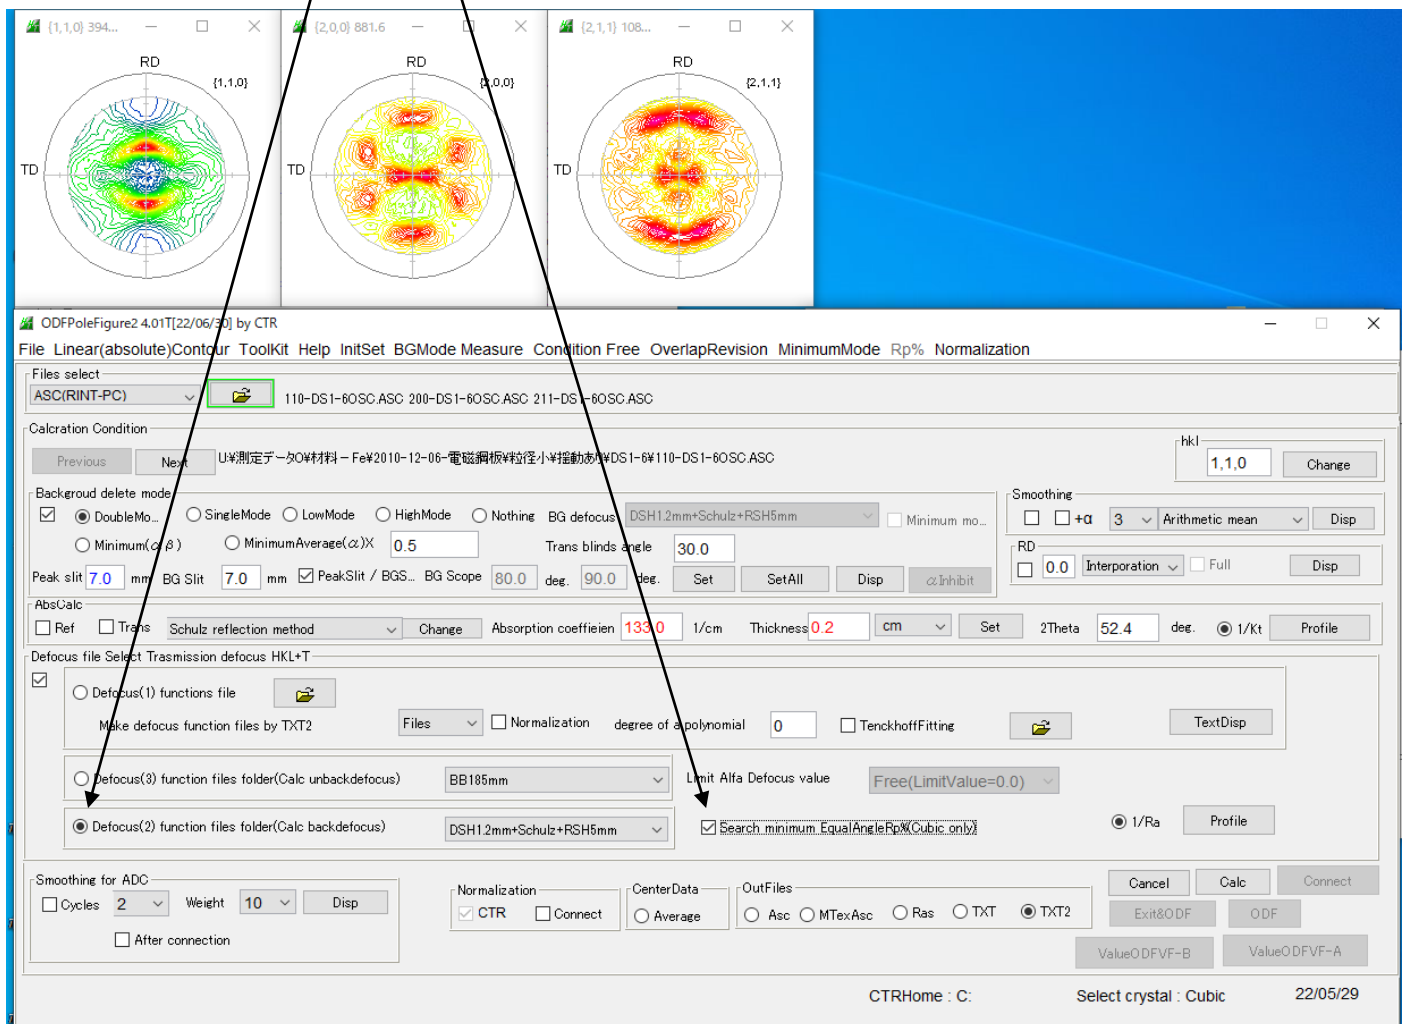 {1,1,0} 394...
{2,0,0} 881.6
{2,1,1} 108...
RD
{1,1,0}
TD
RD
{2,0,0}
TD
RD
{2,1,1}
TD
ODFPoleFigure2 4.01T[22/06/30] by CTR
File Linear(absolute)Contour ToolKit Help InitSet BGMode Measure Condition Free OverlapRevision MinimumMode Rp% Normalization
Files select
ASC(RINT-PC) 110-DS1-6OSC.ASC 200-DS1-6OSC.ASC 211-DS1-6OSC.ASC
Calcration Condition
Previous Next U:¥測定データO¥材料-Fe¥2010-12-06-電磁鋼板¥粒径小¥揺動あり¥DS1-6¥110-DS1-6OSC.ASC
hkl
1,1,0 Change
Backgroud delete mode
DoubleMo... SingleMode LowMode HighMode Nothing BG defocus DSH1.2mm+Schulz+RSH5mm Minimum mo...
Minimum(αβ) MinimumAverage(α)X 0.5 Trans blinds angle 30.0
Peak slit 7.0 mm BG Slit 7.0 mm PeakSlit / BGS... BG Scope 80.0 deg. 90.0 deg. Set SetAll Disp αInhibit
Smoothing
+α 3 Arithmetic mean Disp
RD
0.0 Interporation Full Disp
AbsCalc
Ref Trans Schulz reflection method Change Absorption coeffieien 133.0 1/cm Thickness 0.2 cm Set 2Theta 52.4 deg. 1/Kt Profile
Defocus file Select Trasmission defocus HKL+T
Defocus(1) functions file
Make defocus function files by TXT2 Files Normalization degree of a polynomial 0 TenckhoffFitting TextDisp
Defocus(3) function files folder(Calc unbackdefocus) BB185mm Limit Alfa Defocus value Free(LimitValue=0.0)
Defocus(2) function files folder(Calc backdefocus) DSH1.2mm+Schulz+RSH5mm Search minimum EqualAngleRp%(Cubic only) 1/Ra Profile
Smoothing for ADC
Cycles 2 Weight 10 Disp
After connection
Normalization
CTR Connect
CenterData
Average
OutFiles
Asc MTexAsc Ras TXT TXT2
Cancel Calc Connect
Exit&ODF ODF
ValueODFVF-B ValueODFVF-A
CTRHome : C: Select crystal : Cubic 22/05/29